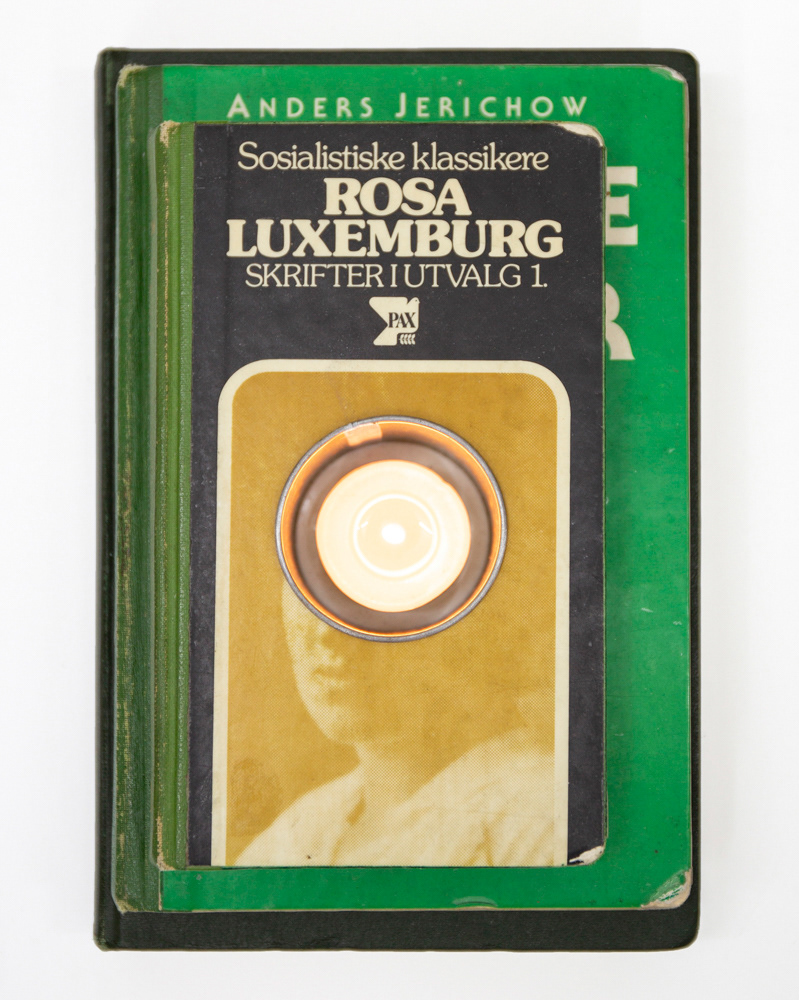 ANDERS JERICHOW
Sosialistiske klassikere
ROSA
LUXEMBURG
SKRIFTER I UTVALG 1.
PAX
E
R